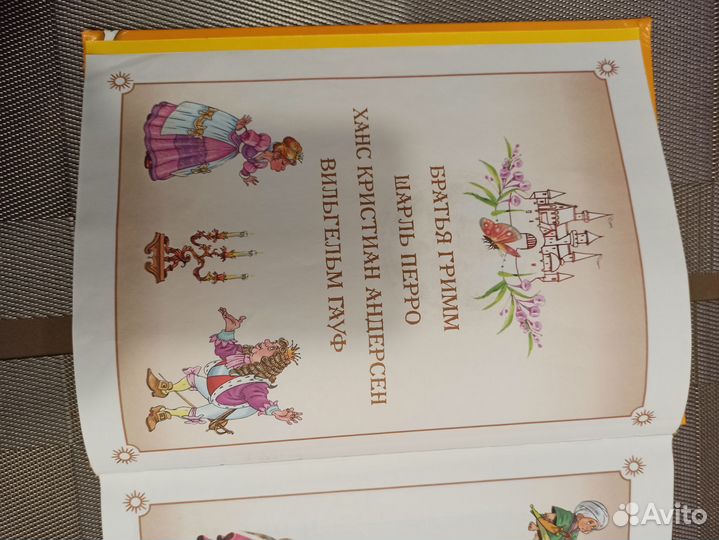 БРАТЬЯ ГРИММ
ШАРЛЬ ПЕРРО
ХАНС КРИСТИАН АНДЕРСЕН
ВИЛЬГЕЛЬМ ГАУФ
Avito